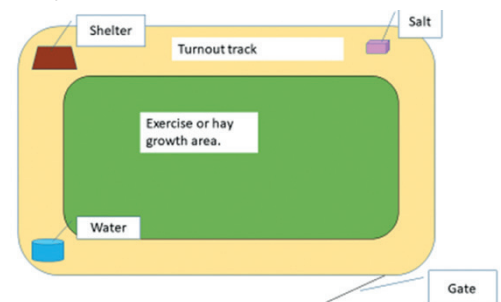 Shelter
Salt
Turnout track
Exercise or hay
growth area.
Water
Gate